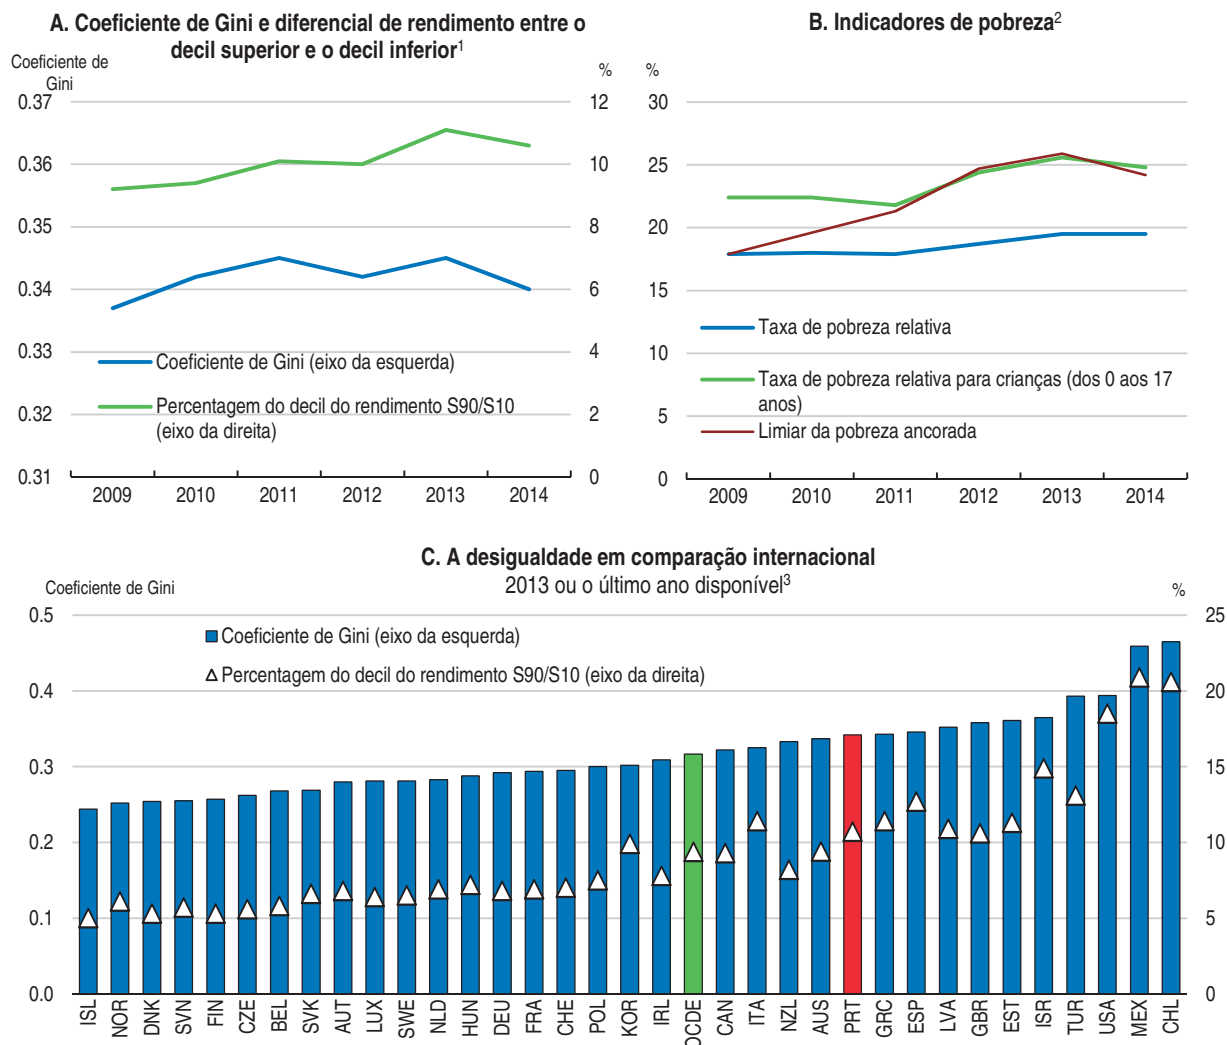 A. Coeficiente de Gini e diferencial de rendimento entre o
decil superior e o decil inferior1
Coeficiente de
Gini
%
0.37
0.36
0.35
0.34
0.33
0.32
0.31
12
10
8
6
4
2
0
Coeficiente de Gini (eixo da esquerda)
Percentagem do decil do rendimento S90/S10
(eixo da direita)
2009 2010 2011 2012 2013 2014
B. Indicadores de pobreza2
%
30
25
20
15
10
5
0
Taxa de pobreza relativa
Taxa de pobreza relativa para crianças (dos 0 aos 17
anos)
Limiar da pobreza ancorada
2009 2010 2011 2012 2013 2014
C. A desigualdade em comparação internacional
2013 ou o último ano disponível3
Coeficiente de Gini
%
0.5
0.4
0.3
0.2
0.1
0.0
25
20
15
10
5
0
Coeficiente de Gini (eixo da esquerda)
Percentagem do decil do rendimento S90/S10 (eixo da direita)
ISL NOR DNK SVN FIN CZE BEL SVK AUT LUX SWE NLD HUN DEU FRA CHE POL KOR IRL OCDE CAN ITA NZL AUS PRT GRC ESP LVA GBR EST ISR TUR USA MEX CHL